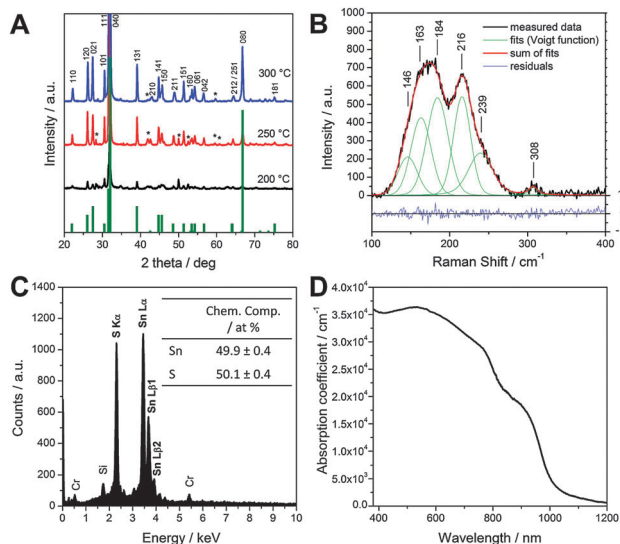 A
Intensity / a.u.
110
120
021
101
111
040
131
210
141
150
211
151
160
061
042
212 / 251
080
181
300 °C
*
*
*
250 °C
*
* *
*
* *
200 °C
20 30 40 50 60 70 80
2 theta / deg
B
Intensity / a.u.
1000
900
800
700
600
500
400
300
200
100
0
measured data
fits (Voigt function)
sum of fits
residuals
146
163
184
216
239
308
100 200 300 400
Raman Shift / cm-1
C
Counts / a.u.
1400
1200
1000
800
600
400
200
0
Cr
Si
S Kα
Sn Lα
Sn Lβ1
Sn Lβ2
Cr
Chem. Comp.
/ at %
Sn 49.9 ± 0.4
S 50.1 ± 0.4
0 1 2 3 4 5 6 7 8 9 10
Energy / keV
D
Absorption coefficient / cm-1
4.0x10⁴
3.5x10⁴
3.0x10⁴
2.5x10⁴
2.0x10⁴
1.5x10⁴
1.0x10⁴
5.0x10³
0.0
400 600 800 1000 1200
Wavelength / nm